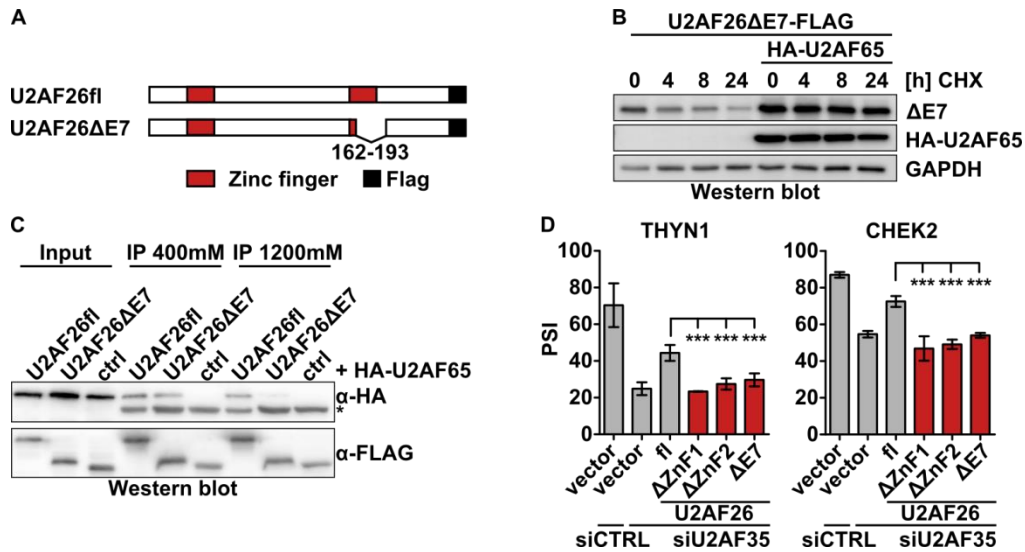 A
U2AF26fl
U2AF26ΔE7
162-193
Zinc finger Flag
B
U2AF26ΔE7-FLAG
HA-U2AF65
0 4 8 24 0 4 8 24 [h] CHX
ΔE7
HA-U2AF65
GAPDH
Western blot
C
Input IP 400mM IP 1200mM
U2AF26fl U2AF26ΔE7 ctrl U2AF26fl U2AF26ΔE7 ctrl U2AF26fl U2AF26ΔE7 ctrl + HA-U2AF65
α-HA
*
α-FLAG
Western blot
D
THYN1
PSI
100
80
60
40
20
0
*** *** ***
vector vector fl ΔZnF1 ΔZnF2 ΔE7
U2AF26
siCTRL siU2AF35
CHEK2
100
80
60
40
20
0
*** *** ***
vector vector fl ΔZnF1 ΔZnF2 ΔE7
U2AF26
siCTRL siU2AF35